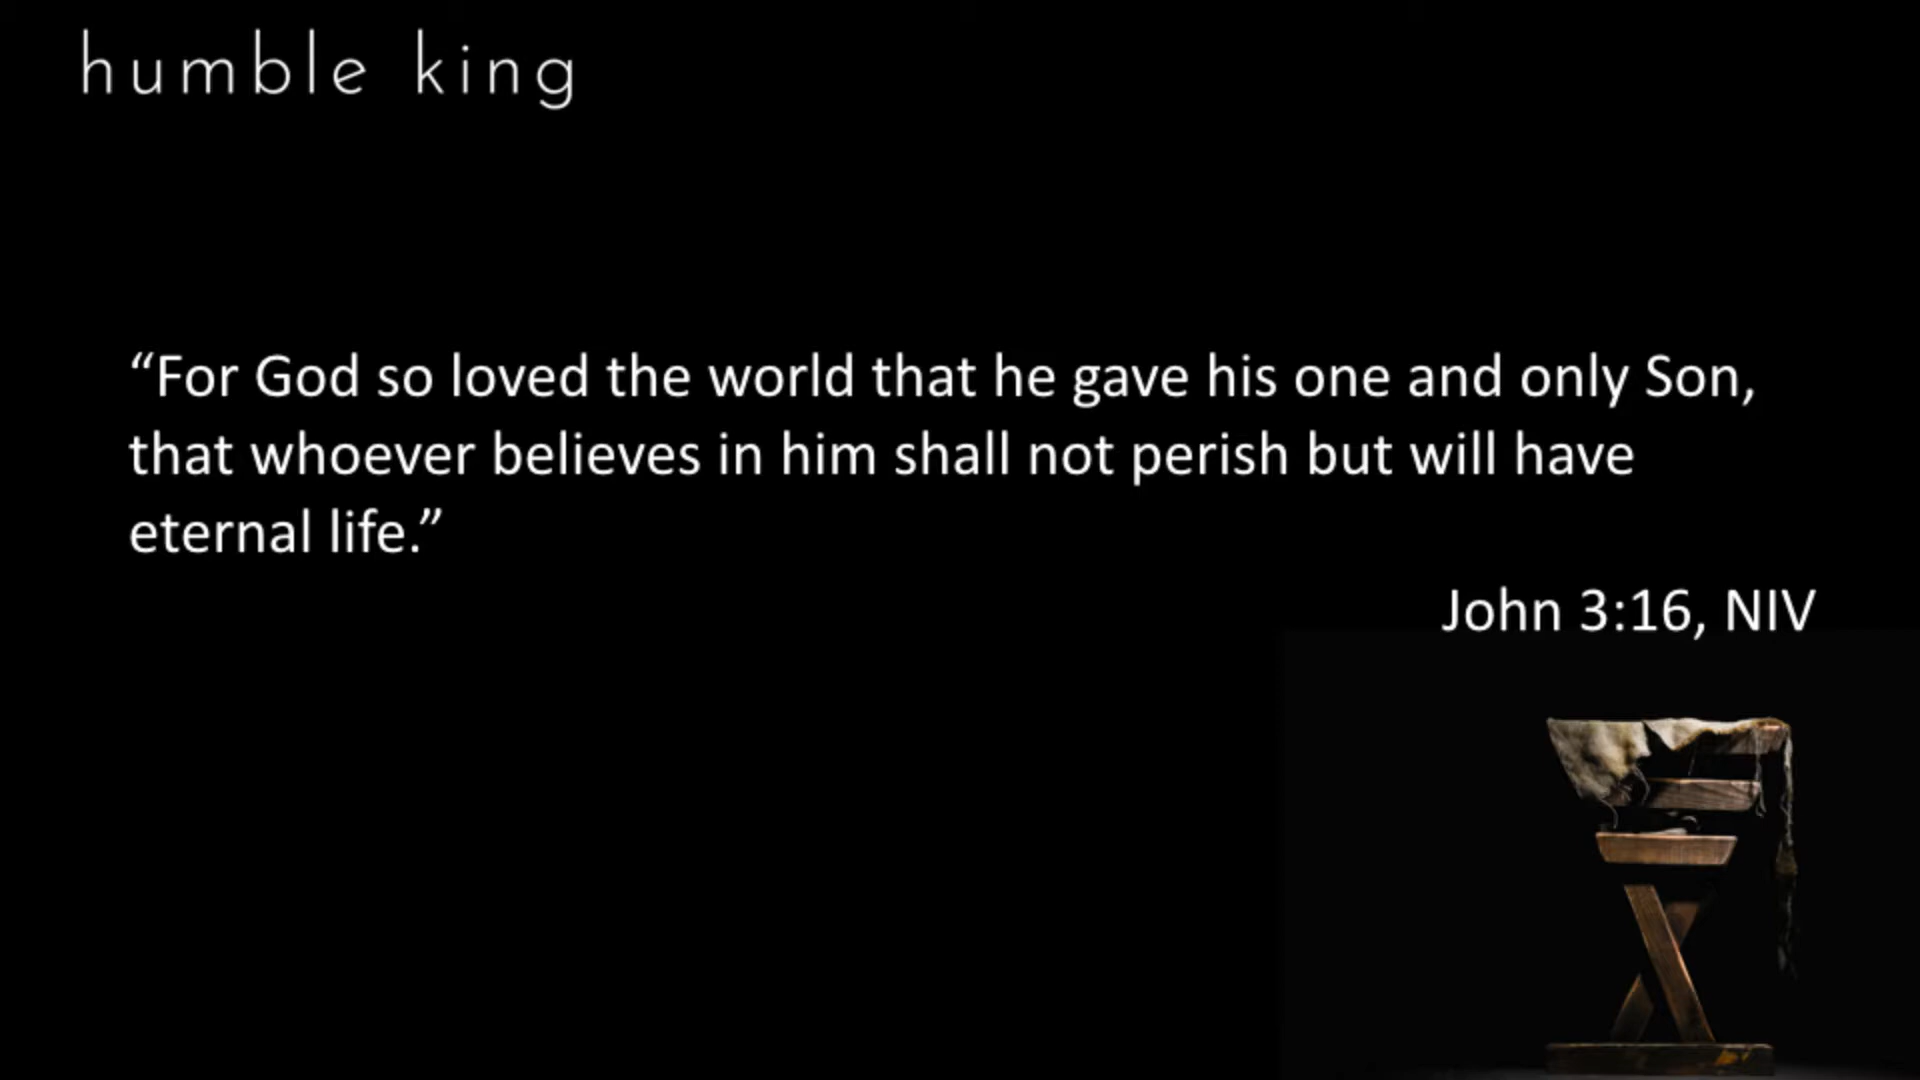 humble king
“For God so loved the world that he gave his one and only Son,
that whoever believes in him shall not perish but will have
eternal life.”
John 3:16, NIV